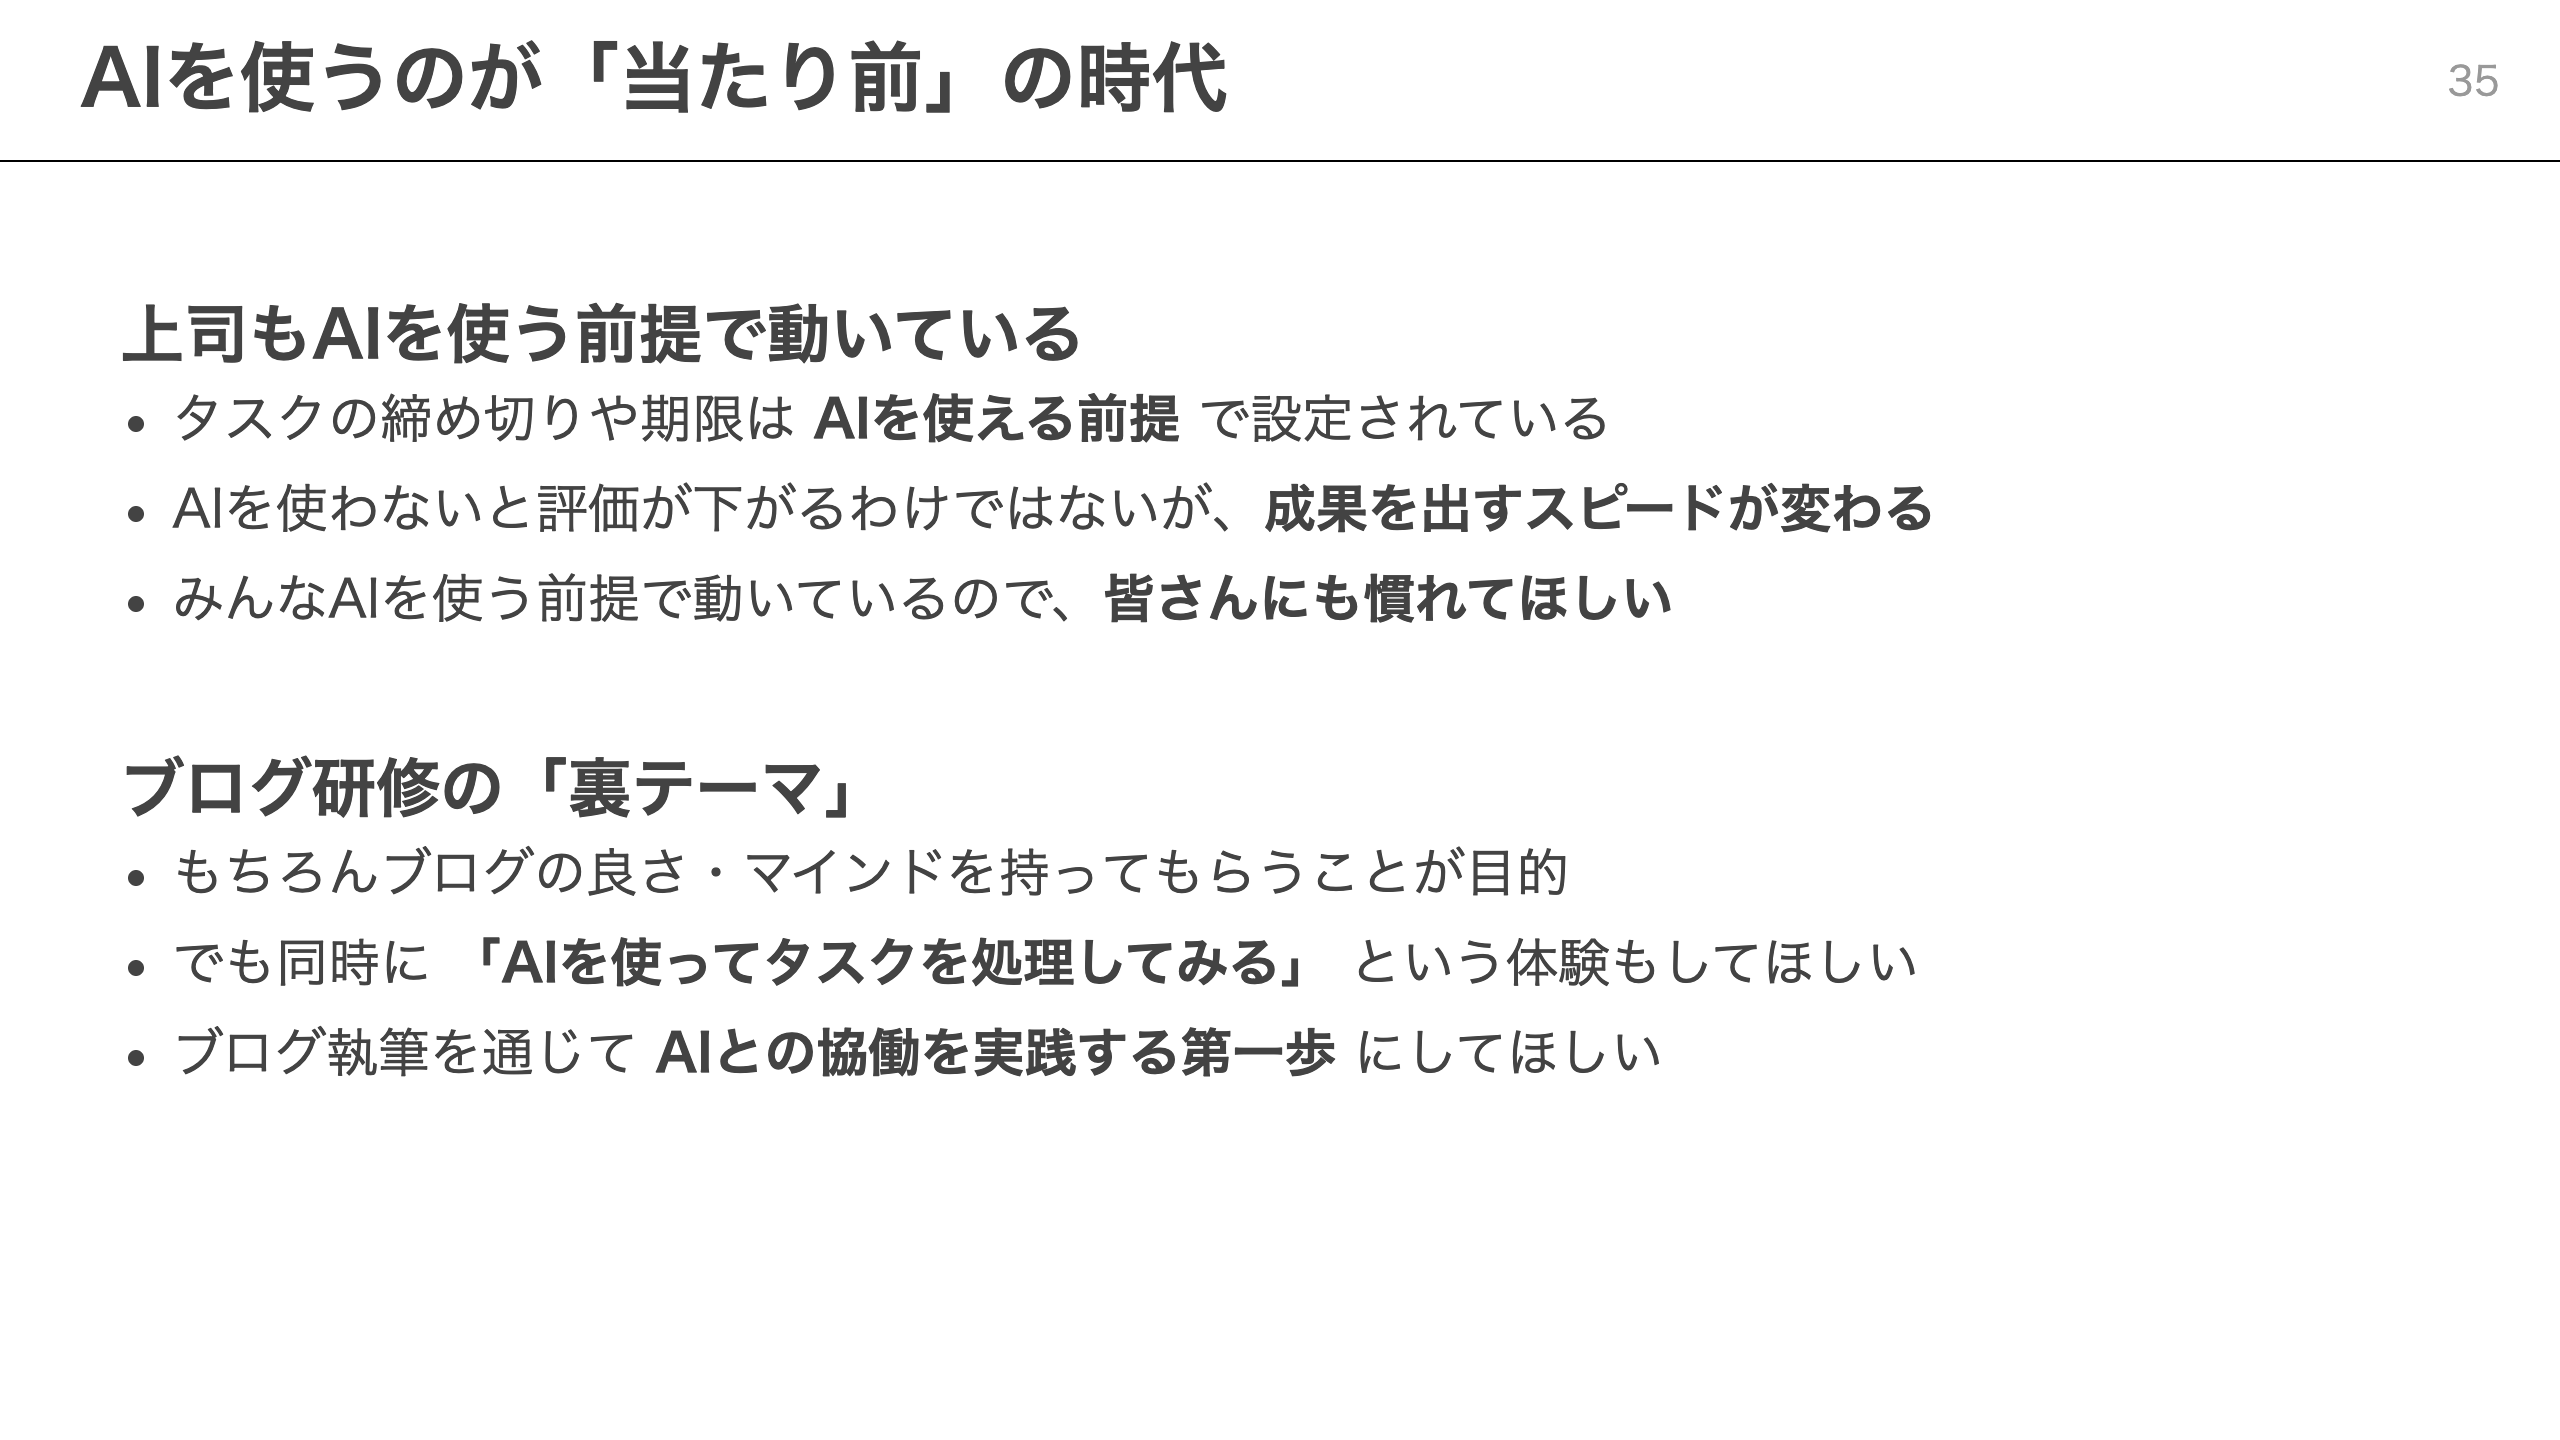 AIを使うのが「当たり前」の時代
35
上司もAIを使う前提で動いている
• タスクの締め切りや期限は AIを使える前提 で設定されている
• AIを使わないと評価が下がるわけではないが、成果を出すスピードが変わる
• みんなAIを使う前提で動いているので、皆さんにも慣れてほしい
ブログ研修の「裏テーマ」
• もちろんブログの良さ・マインドを持ってもらうことが目的
• でも同時に 「AIを使ってタスクを処理してみる」 という体験もしてほしい
• ブログ執筆を通じて AIとの協働を実践する第一歩 にしてほしい